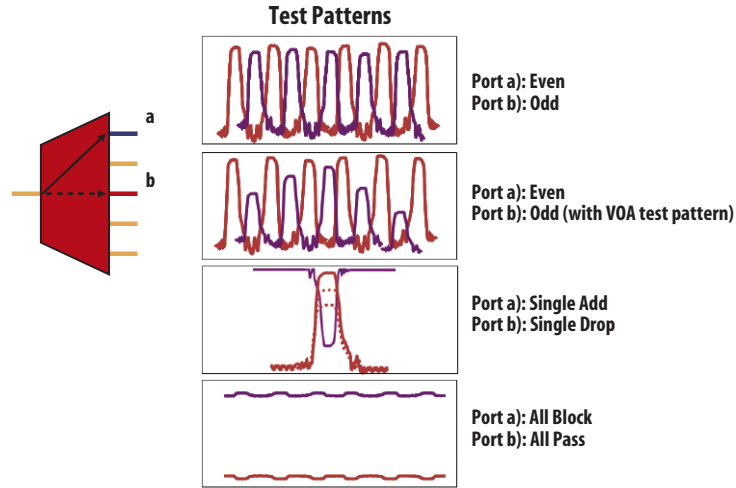 Test Patterns
a
b
Port a): Even
Port b): Odd
Port a): Even
Port b): Odd (with VOA test pattern)
Port a): Single Add
Port b): Single Drop
Port a): All Block
Port b): All Pass